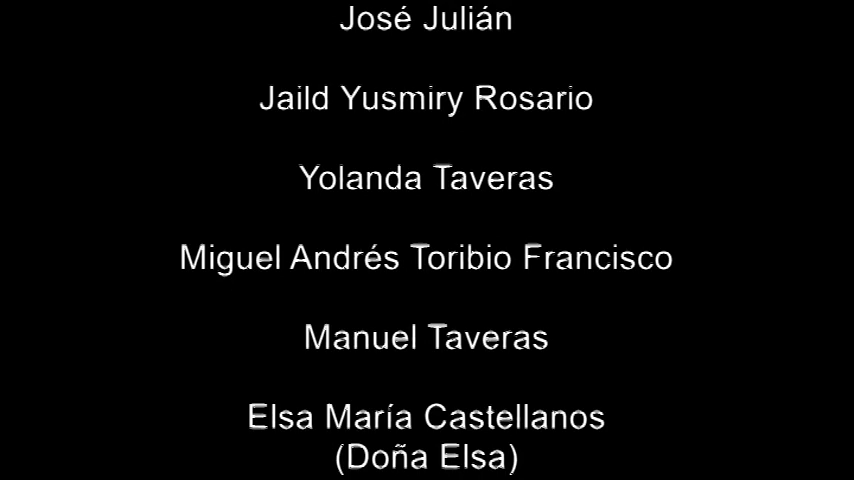 José Julián
Jaild Yusmiry Rosario
Yolanda Taveras
Miguel Andrés Toribio Francisco
Manuel Taveras
Elsa María Castellanos
(Doña Elsa)